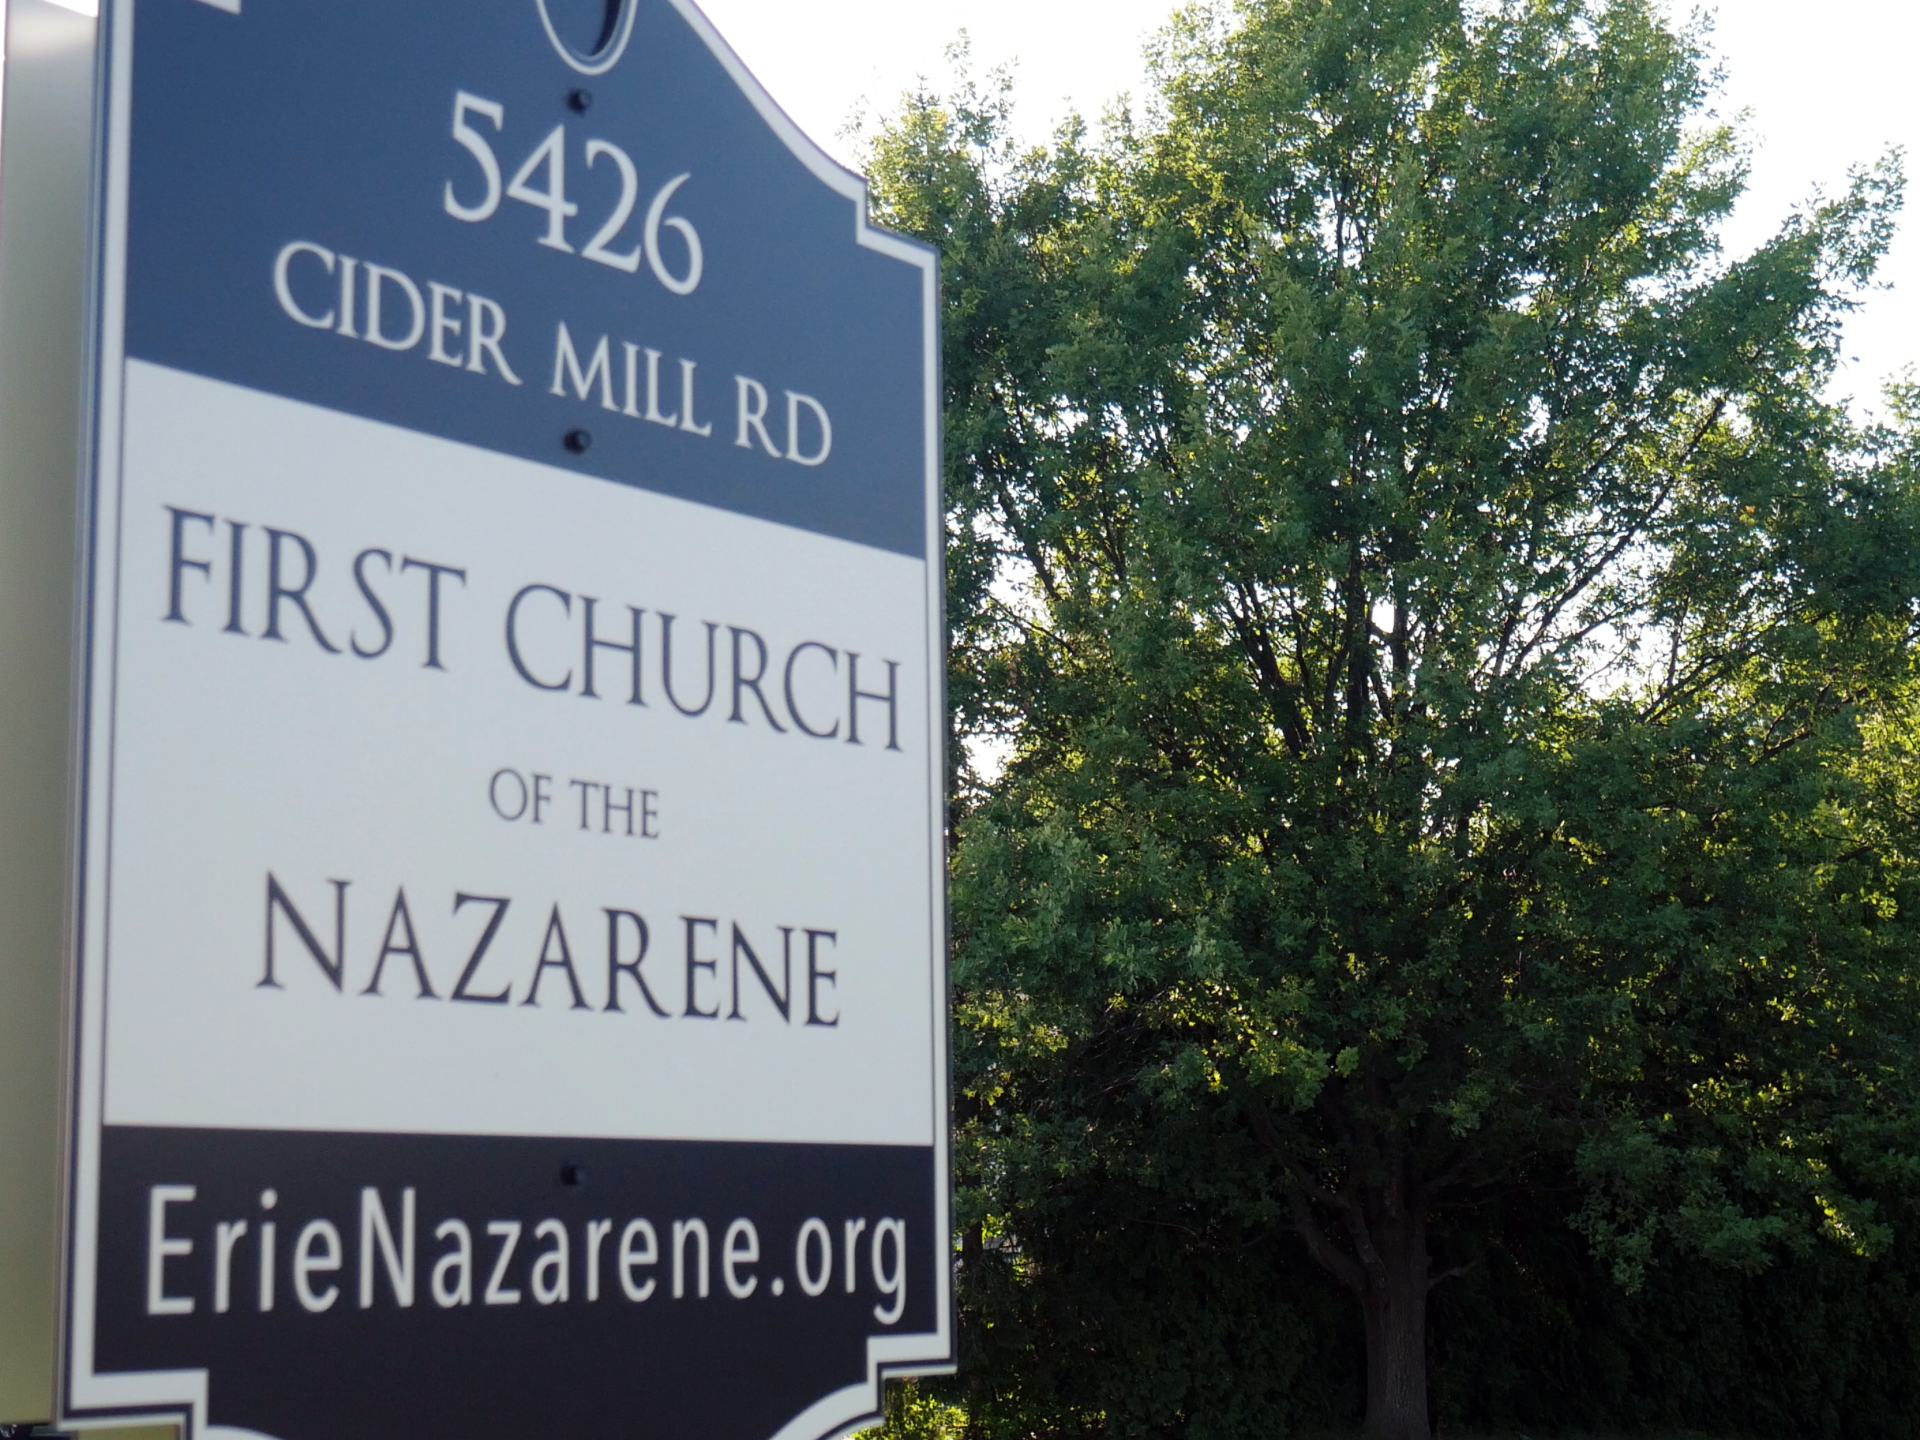 5426
CIDER MILL RD
FIRST CHURCH
OF THE
NAZARENE
ErieNazarene.org